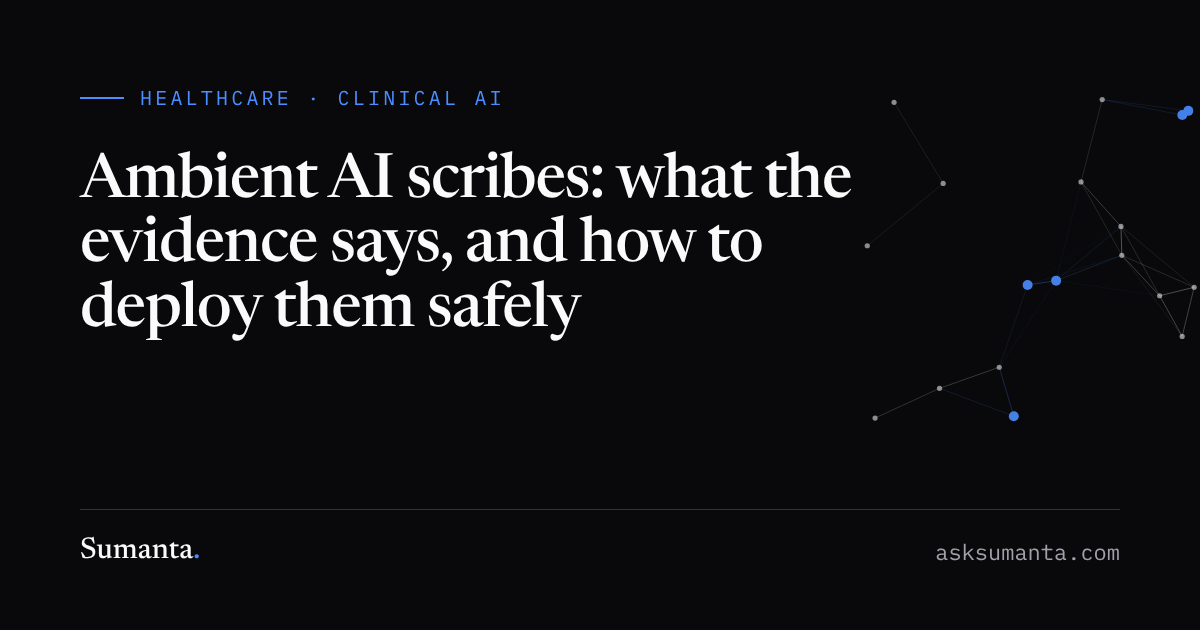 HEALTHCARE · CLINICAL AI
Ambient AI scribes: what the
evidence says, and how to
deploy them safely
Sumanta.
asksumanta.com